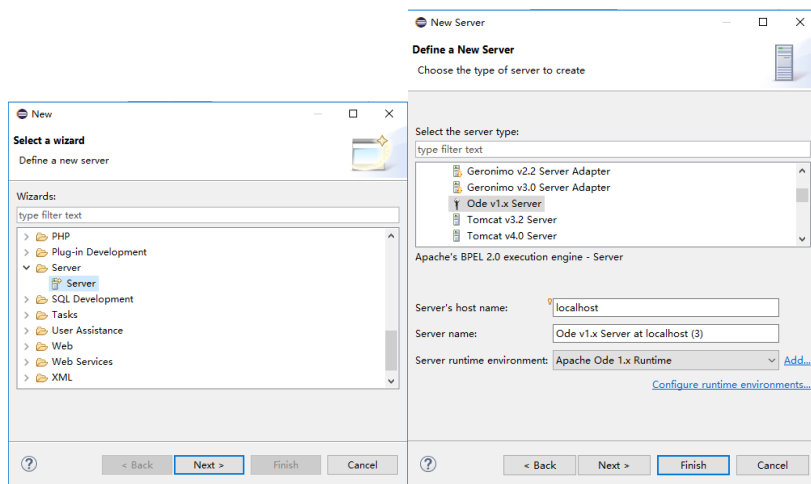 New
Select a wizard
Define a new server
Wizards:
type filter text
PHP
Plug-in Development
Server
Server
SQL Development
Tasks
User Assistance
Web
Web Services
XML
< Back
Next >
Finish
Cancel
New Server
Define a New Server
Choose the type of server to create
Select the server type:
type filter text
Geronimo v2.2 Server Adapter
Geronimo v3.0 Server Adapter
Ode v1.x Server
Tomcat v3.2 Server
Tomcat v4.0 Server
Apache's BPEL 2.0 execution engine - Server
Server's host name: localhost
Server name: Ode v1.x Server at localhost (3)
Server runtime environment: Apache Ode 1.x Runtime Add...
Configure runtime environments...
< Back
Next >
Finish
Cancel